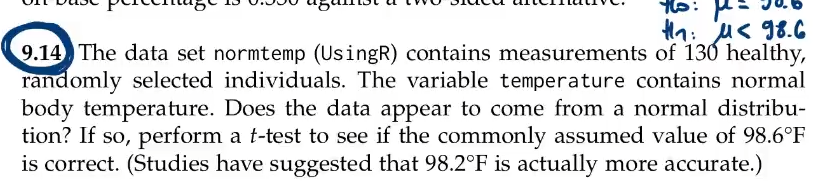 on-base percentage is 0.330 against a two-sided alternative.
H₀: μ = 98.6
H₁: μ < 98.6
9.14 The data set normtemp (UsingR) contains measurements of 130 healthy,
randomly selected individuals. The variable temperature contains normal
body temperature. Does the data appear to come from a normal distribu-
tion? If so, perform a t-test to see if the commonly assumed value of 98.6°F
is correct. (Studies have suggested that 98.2°F is actually more accurate.)